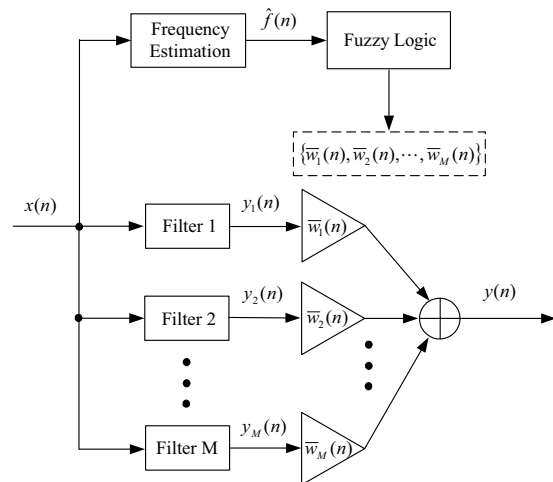 Frequency Estimation
f̂(n)
Fuzzy Logic
{w̅₁(n), w̅₂(n), ⋯, w̅_M(n)}
x(n)
Filter 1
y₁(n)
w̅₁(n)
Filter 2
y₂(n)
w̅₂(n)
y(n)
Filter M
y_M(n)
w̅_M(n)